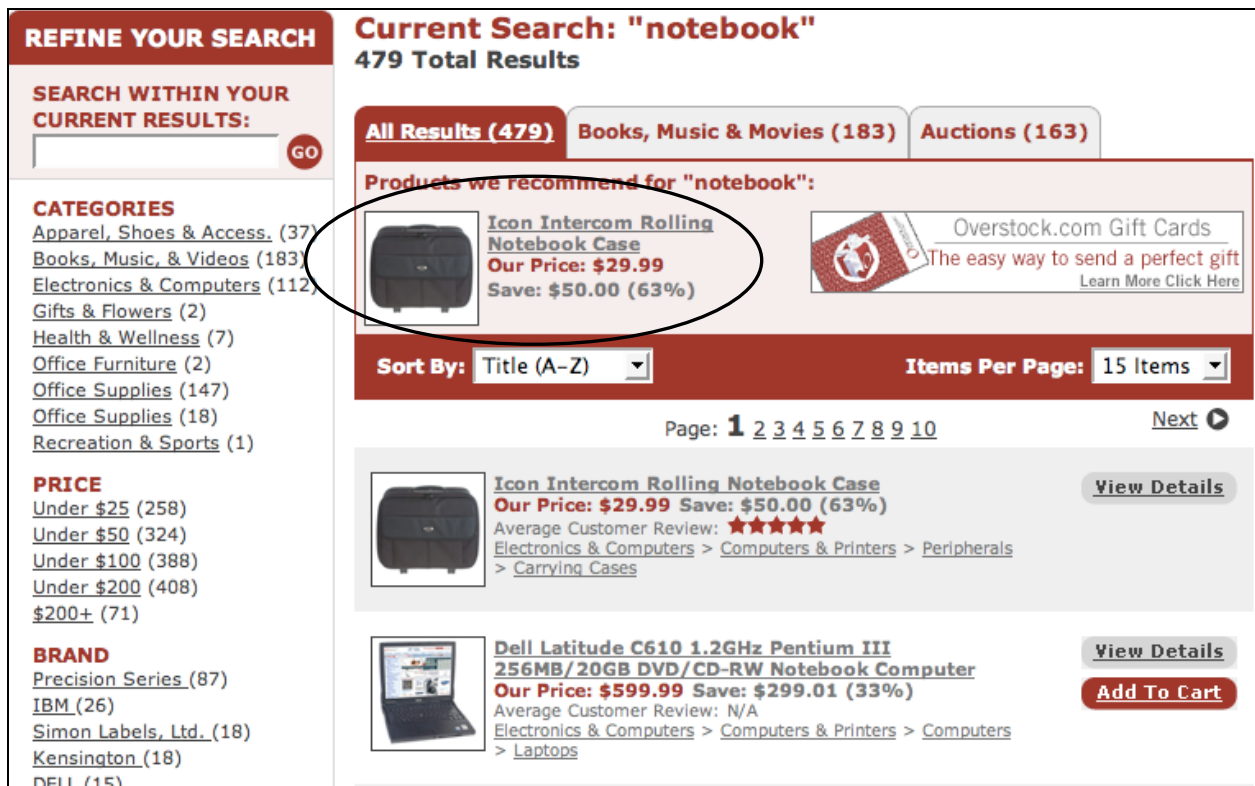 REFINE YOUR SEARCH
SEARCH WITHIN YOUR
CURRENT RESULTS:
GO
CATEGORIES
Apparel, Shoes & Access. (37)
Books, Music, & Videos (183)
Electronics & Computers (112)
Gifts & Flowers (2)
Health & Wellness (7)
Office Furniture (2)
Office Supplies (147)
Office Supplies (18)
Recreation & Sports (1)
PRICE
Under $25 (258)
Under $50 (324)
Under $100 (388)
Under $200 (408)
$200+ (71)
BRAND
Precision Series (87)
IBM (26)
Simon Labels, Ltd. (18)
Kensington (18)
DELL (15)
Current Search: "notebook"
479 Total Results
All Results (479)
Books, Music & Movies (183)
Auctions (163)
Products we recommend for "notebook":
Icon Intercom Rolling
Notebook Case
Our Price: $29.99
Save: $50.00 (63%)
Overstock.com Gift Cards
The easy way to send a perfect gift
Learn More Click Here
Sort By: Title (A-Z)
Items Per Page: 15 Items
Page: 1 2 3 4 5 6 7 8 9 10
Next
Icon Intercom Rolling Notebook Case
Our Price: $29.99 Save: $50.00 (63%)
Average Customer Review:
Electronics & Computers > Computers & Printers > Peripherals
> Carrying Cases
View Details
Dell Latitude C610 1.2GHz Pentium III
256MB/20GB DVD/CD-RW Notebook Computer
Our Price: $599.99 Save: $299.01 (33%)
Average Customer Review: N/A
Electronics & Computers > Computers & Printers > Computers
> Laptops
View Details
Add To Cart